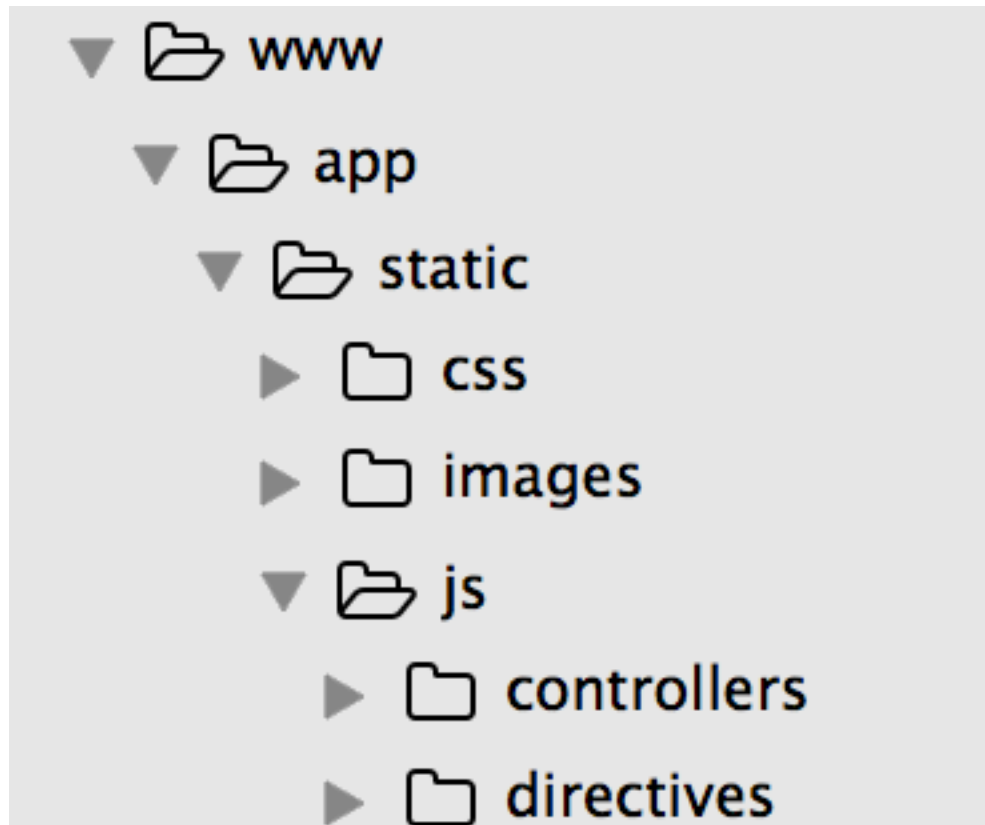 www
app
static
css
images
js
controllers
directives